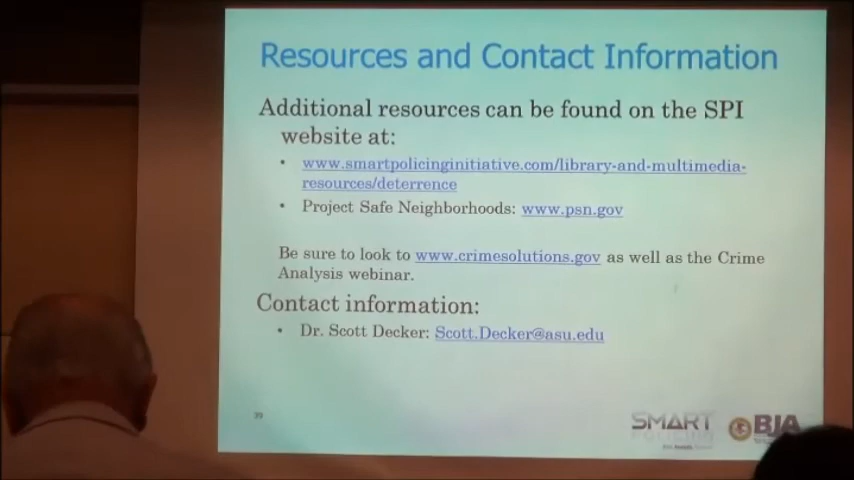 Resources and Contact Information
Additional resources can be found on the SPI
website at:
• www.smartpolicinginitiative.com/library-and-multimedia-
resources/deterrence
• Project Safe Neighborhoods: www.psn.gov
Be sure to look to www.crimesolutions.gov as well as the Crime
Analysis webinar.
Contact information:
• Dr. Scott Decker: Scott.Decker@asu.edu
SMART
POLICING
BJA